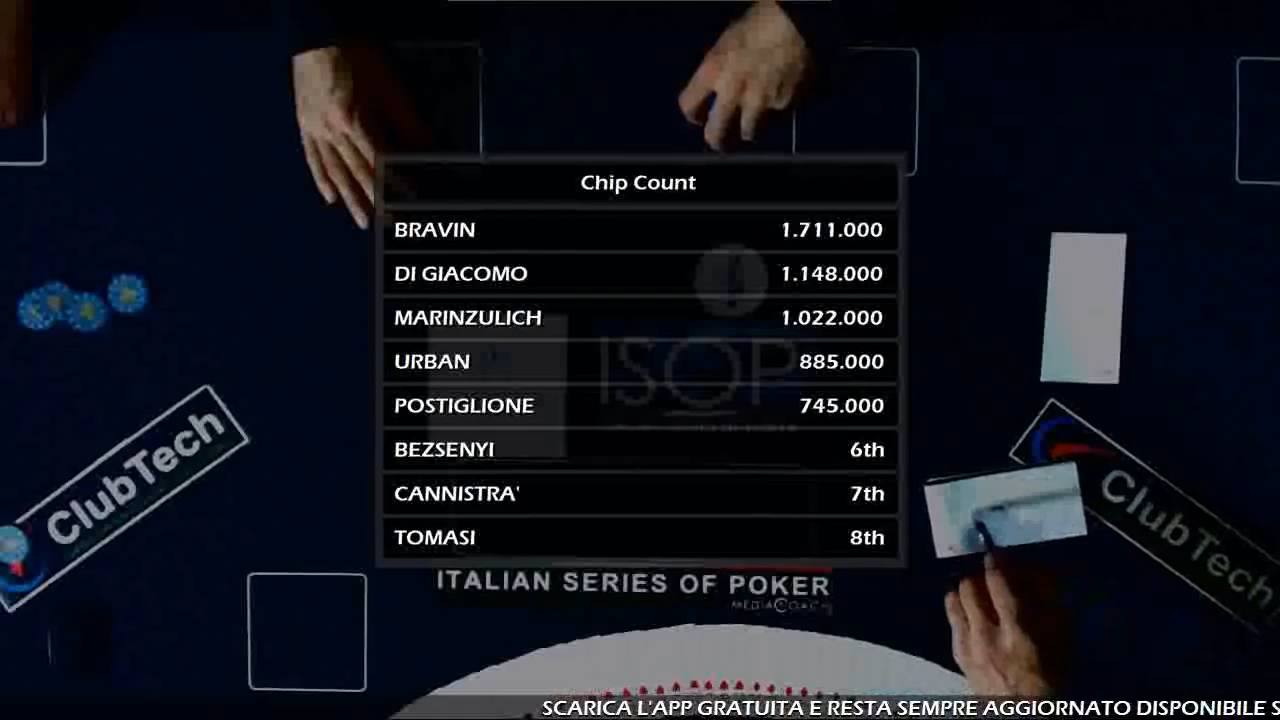 Chip Count
BRAVIN 1.711.000
DI GIACOMO 1.148.000
MARINZULICH 1.022.000
URBAN 885.000
POSTIGLIONE 745.000
BEZSENYI 6th
CANNISTRA' 7th
TOMASI 8th
ISOP
ClubTech
ClubTech
ITALIAN SERIES OF POKER
MEDIACOACH
SCARICA L'APP GRATUITA E RESTA SEMPRE AGGIORNATO DISPONIBILE S